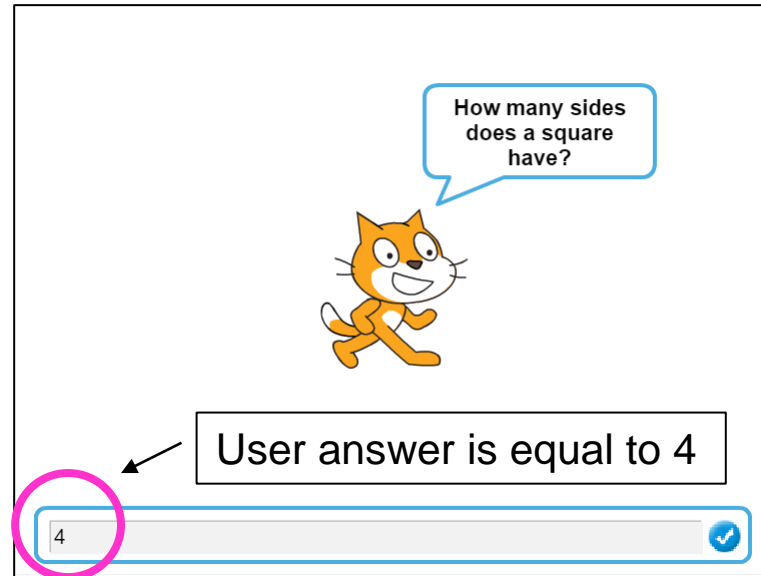 How many sides
does a square
have?
User answer is equal to 4
4